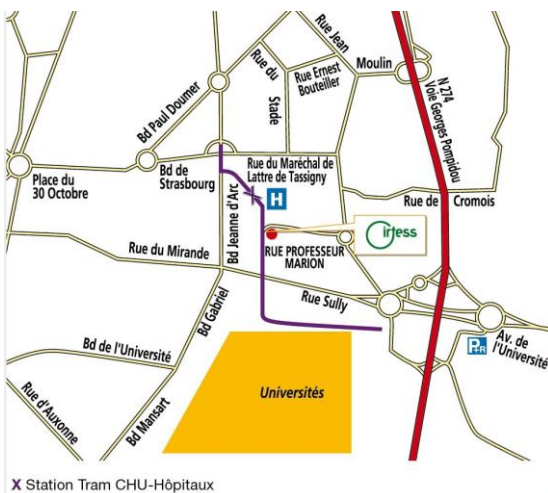 Rue Jean
Moulin
Rue du
Stade
Rue Ernest
Bouteiller
N 274
Voie Georges Pompidou
Bd Paul Doumer
Place du
30 Octobre
Bd de
Strasbourg
Rue du Maréchal de
Lattre de Tassigny
H
Rue de Cromois
Bd Jeanne d'Arc
irtess
RUE PROFESSEUR
MARION
Rue du Mirande
Rue Sully
Bd Gabriel
Bd de l'Université
P+R
Av. de
l'Université
Universités
Rue d'Auxonne
Bd Mansart
X Station Tram CHU-Hôpitaux